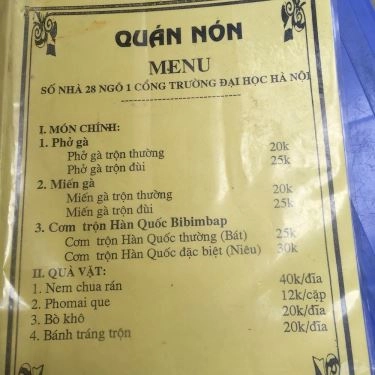 QUÁN NÓN
MENU
SỐ NHÀ 28 NGÕ 1 CỔNG TRƯỜNG ĐẠI HỌC HÀ NỘI
I. MÓN CHÍNH:
1. Phở gà
Phở gà trộn thường 20k
Phở gà trộn đùi 25k
2. Miến gà
Miến gà trộn thường 20k
Miến gà trộn đùi 25k
3. Cơm trộn Hàn Quốc Bibimbap
Cơm trộn Hàn Quốc thường (Bát) 25k
Cơm trộn Hàn Quốc đặc biệt (Niêu) 30k
II. QUÀ VẶT:
1. Nem chua rán 40k/đĩa
2. Phomai que 12k/cặp
3. Bò khô 20k/đĩa
4. Bánh tráng trộn 20k/đĩa